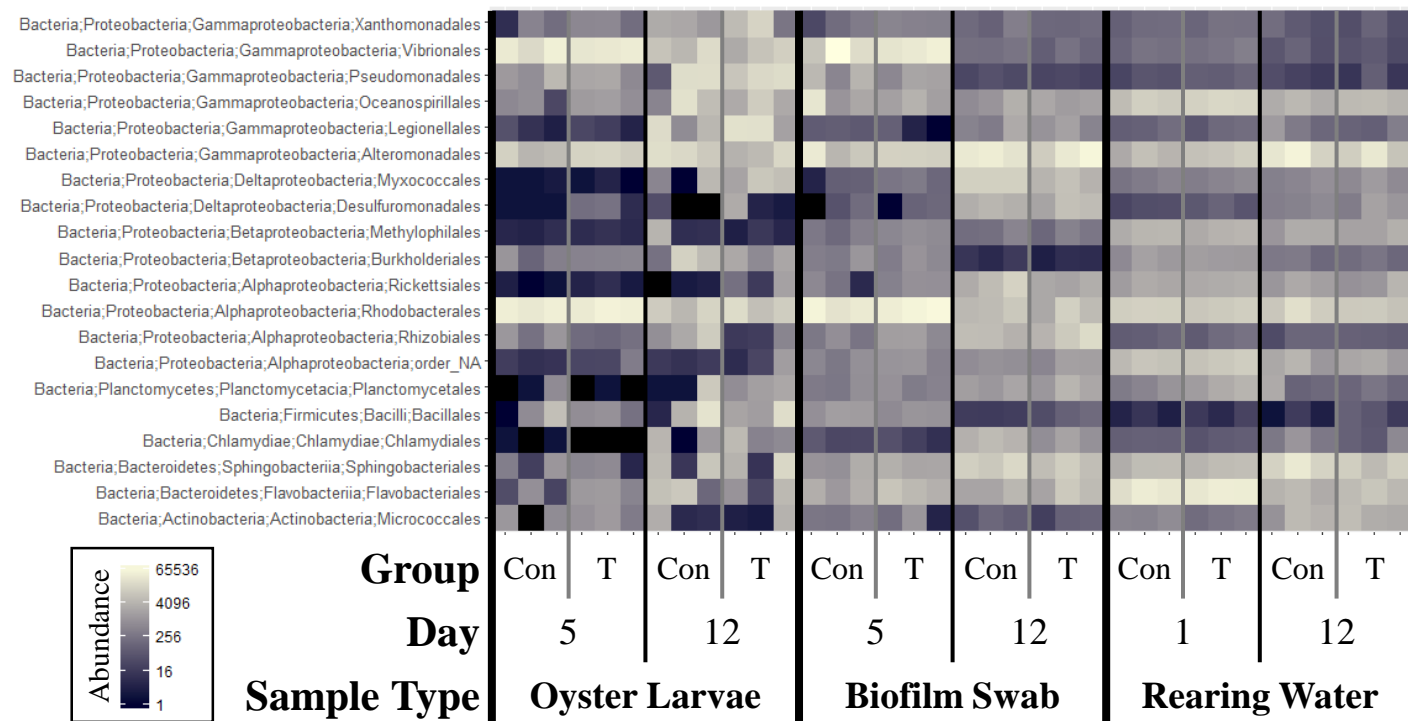 Bacteria;Proteobacteria;Gammaproteobacteria;Xanthomonadales
Bacteria;Proteobacteria;Gammaproteobacteria;Vibrionales
Bacteria;Proteobacteria;Gammaproteobacteria;Pseudomonadales
Bacteria;Proteobacteria;Gammaproteobacteria;Oceanospirillales
Bacteria;Proteobacteria;Gammaproteobacteria;Legionellales
Bacteria;Proteobacteria;Gammaproteobacteria;Alteromonadales
Bacteria;Proteobacteria;Deltaproteobacteria;Myxococcales
Bacteria;Proteobacteria;Deltaproteobacteria;Desulfuromonadales
Bacteria;Proteobacteria;Betaproteobacteria;Methylophilales
Bacteria;Proteobacteria;Betaproteobacteria;Burkholderiales
Bacteria;Proteobacteria;Alphaproteobacteria;Rickettsiales
Bacteria;Proteobacteria;Alphaproteobacteria;Rhodobacterales
Bacteria;Proteobacteria;Alphaproteobacteria;Rhizobiales
Bacteria;Proteobacteria;Alphaproteobacteria;order_NA
Bacteria;Planctomycetes;Planctomycetacia;Planctomycetales
Bacteria;Firmicutes;Bacilli;Bacillales
Bacteria;Chlamydiae;Chlamydiae;Chlamydiales
Bacteria;Bacteroidetes;Sphingobacteriia;Sphingobacteriales
Bacteria;Bacteroidetes;Flavobacteriia;Flavobacteriales
Bacteria;Actinobacteria;Actinobacteria;Micrococcales
Abundance
65536
4096
256
16
1
Group Con T Con T Con T Con T Con T Con T
Day 5 12 5 12 1 12
Sample Type Oyster Larvae Biofilm Swab Rearing Water